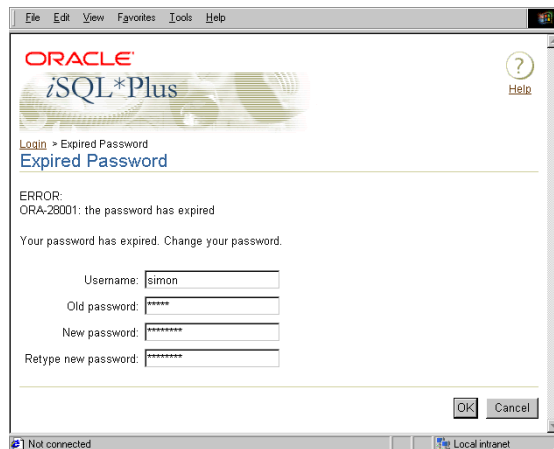 File Edit View Favorites Tools Help
ORACLE
iSQL*Plus
?
Help
Login > Expired Password
Expired Password
ERROR:
ORA-28001: the password has expired
Your password has expired. Change your password.
Username: simon
Old password: *****
New password: ********
Retype new password: ********
OK Cancel
Not connected Local intranet